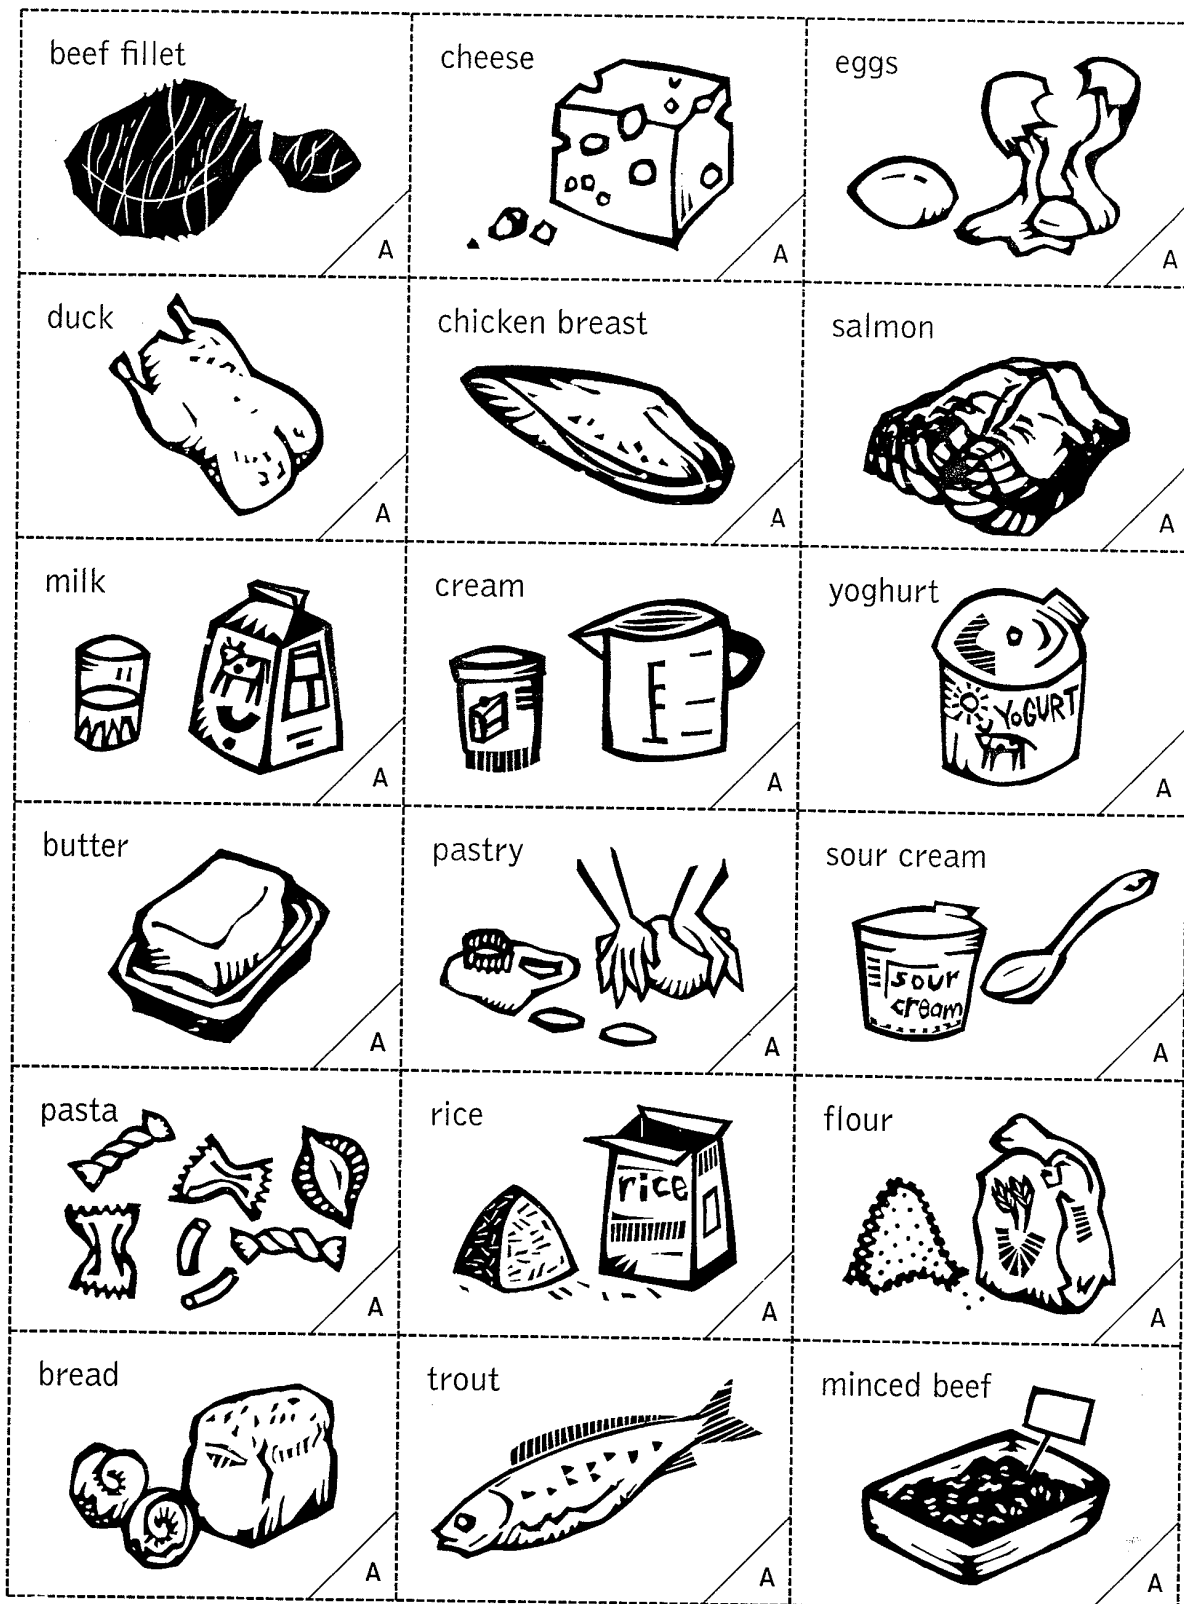 beef fillet
A
cheese
A
eggs
A
duck
A
chicken breast
A
salmon
A
milk
A
cream
A
yoghurt
YOGURT
A
butter
A
pastry
A
sour cream
sour
cream
A
pasta
A
rice
rice
A
flour
A
bread
A
trout
A
minced beef
A